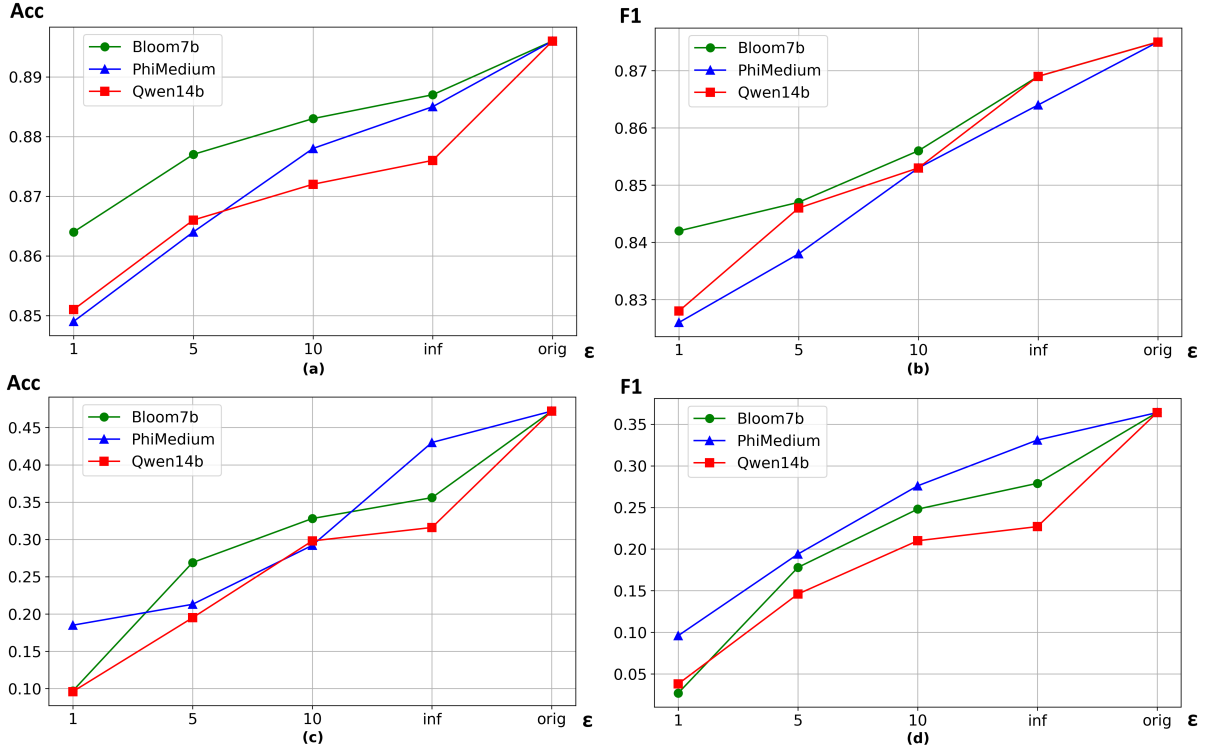 Acc
Bloom7b
PhiMedium
Qwen14b
0.89
0.88
0.87
0.86
0.85
1 5 10 inf orig ε
(a)
F1
Bloom7b
PhiMedium
Qwen14b
0.87
0.86
0.85
0.84
0.83
1 5 10 inf orig ε
(b)
Acc
Bloom7b
PhiMedium
Qwen14b
0.45
0.40
0.35
0.30
0.25
0.20
0.15
0.10
1 5 10 inf orig ε
(c)
F1
Bloom7b
PhiMedium
Qwen14b
0.35
0.30
0.25
0.20
0.15
0.10
0.05
1 5 10 inf orig ε
(d)